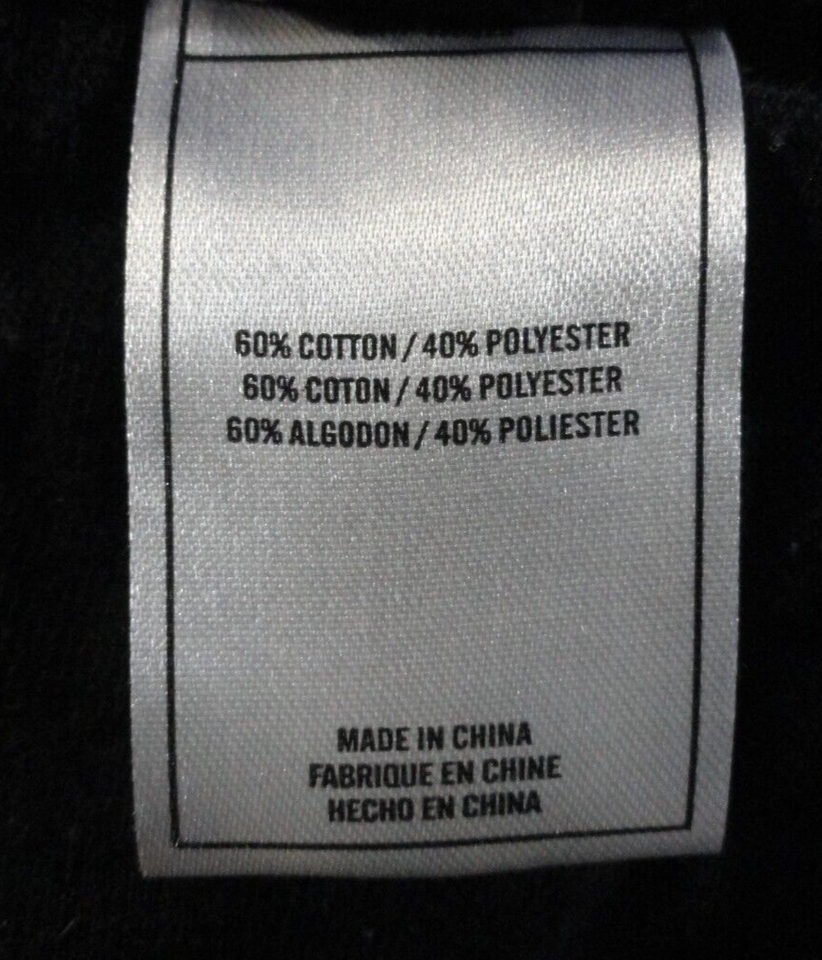 60% COTTON / 40% POLYESTER
60% COTON / 40% POLYESTER
60% ALGODON / 40% POLIESTER
MADE IN CHINA
FABRIQUE EN CHINE
HECHO EN CHINA